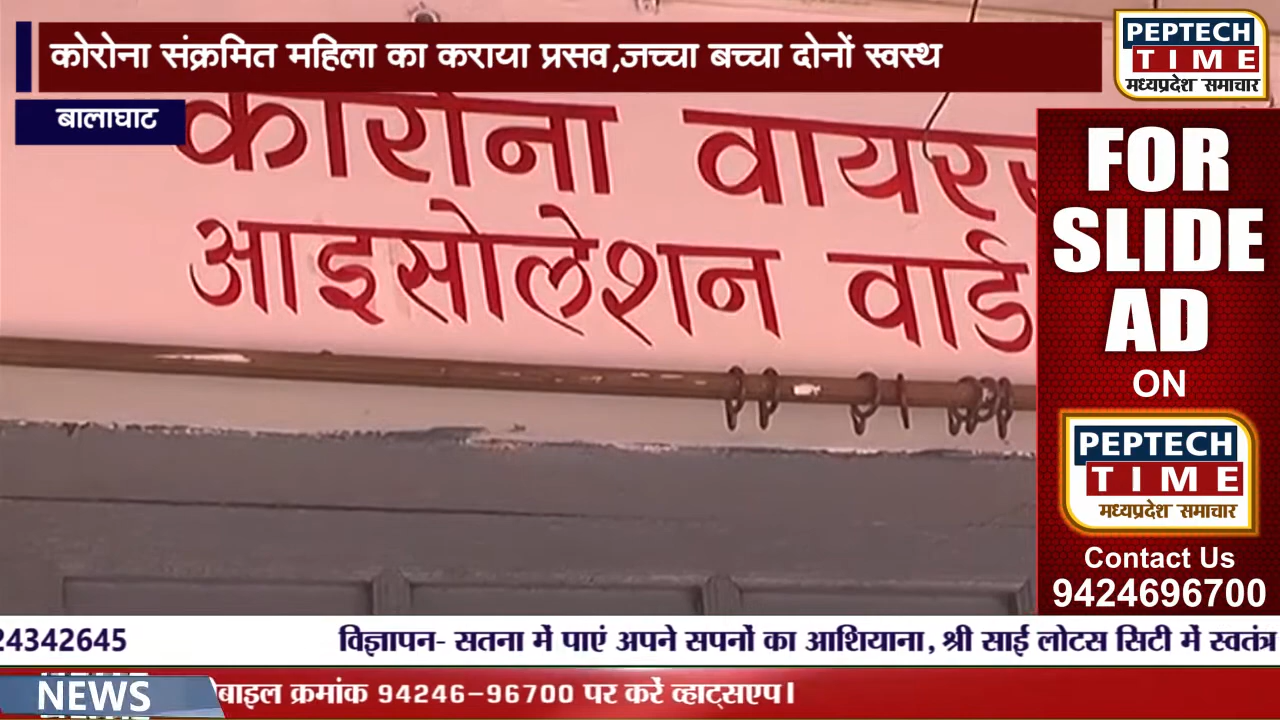 कोरोना संक्रमित महिला का कराया प्रसव,जच्चा बच्चा दोनों स्वस्थ
PEPTECH
TIME
मध्यप्रदेश समाचार
बालाघाट
कोरोना वायरस
आइसोलेशन वार्ड
FOR
SLIDE
AD
ON
PEPTECH
TIME
मध्यप्रदेश समाचार
Contact Us
9424696700
24342645 विज्ञापन- सतना में पाएं अपने सपनों का आशियाना, श्री साई लोटस सिटी में स्वतंत्र
NEWS बाइल क्रमांक 94246-96700 पर करें व्हाट्सएप।